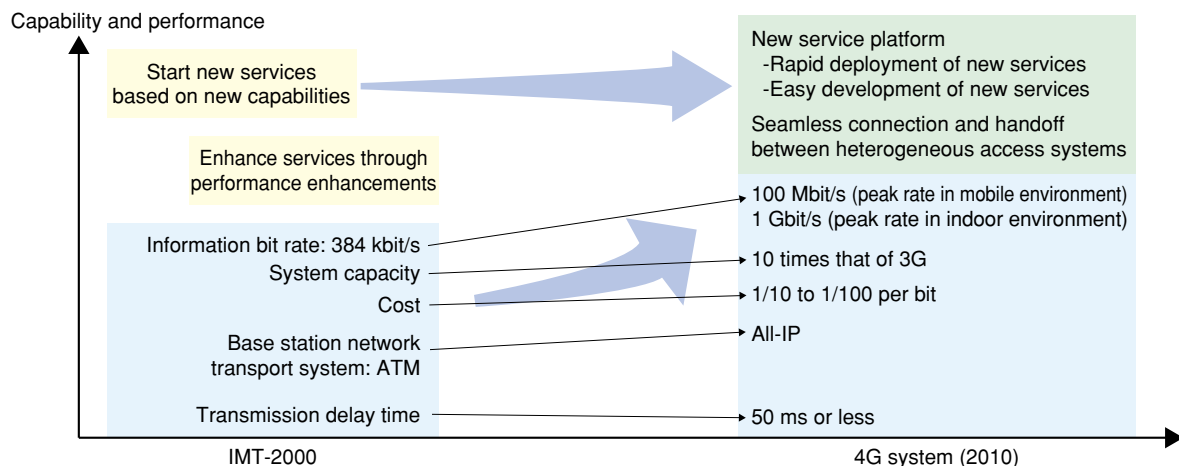 Capability and performance
Start new services
based on new capabilities
Enhance services through
performance enhancements
Information bit rate: 384 kbit/s
System capacity
Cost
Base station network
transport system: ATM
Transmission delay time
IMT-2000
New service platform
-Rapid deployment of new services
-Easy development of new services
Seamless connection and handoff
between heterogeneous access systems
100 Mbit/s (peak rate in mobile environment)
1 Gbit/s (peak rate in indoor environment)
10 times that of 3G
1/10 to 1/100 per bit
All-IP
50 ms or less
4G system (2010)